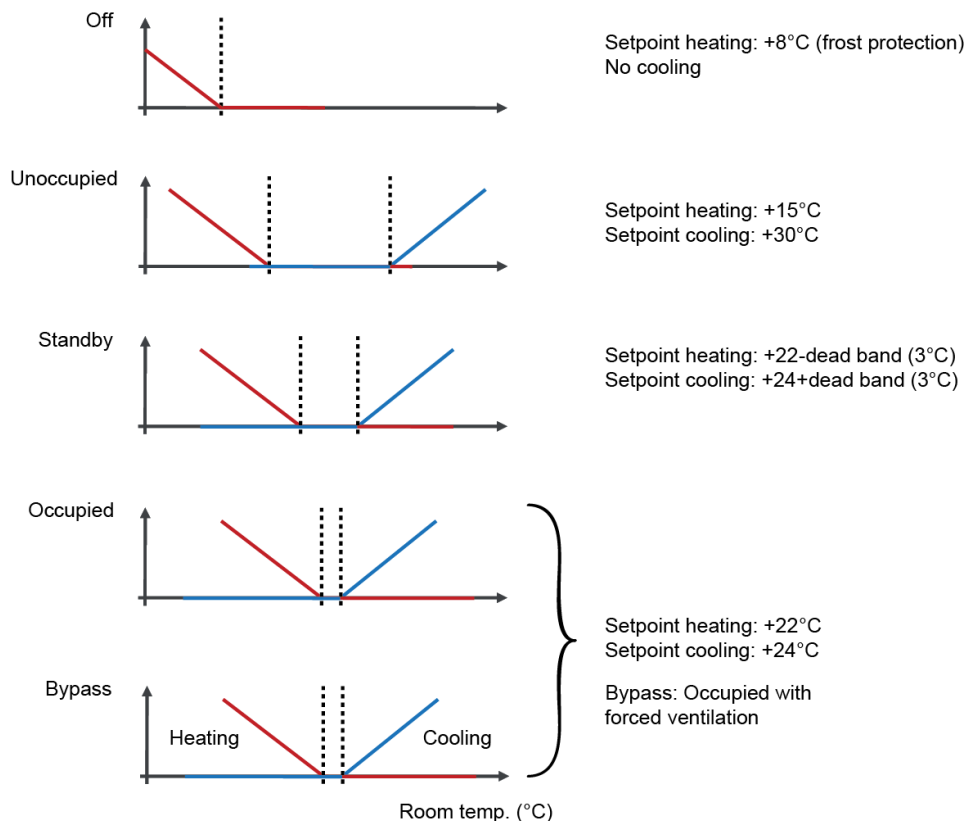 Off
Setpoint heating: +8°C (frost protection)
No cooling
Unoccupied
Setpoint heating: +15°C
Setpoint cooling: +30°C
Standby
Setpoint heating: +22-dead band (3°C)
Setpoint cooling: +24+dead band (3°C)
Occupied
Setpoint heating: +22°C
Setpoint cooling: +24°C
Bypass: Occupied with
forced ventilation
Bypass
Heating
Cooling
Room temp. (°C)